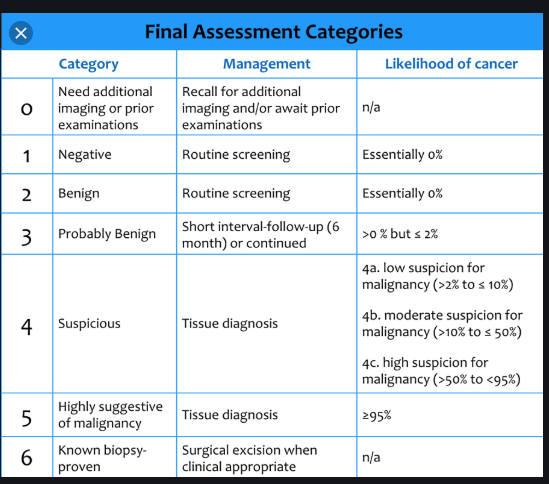 Final Assessment Categories
Category Management Likelihood of cancer
0 Need additional imaging or prior examinations Recall for additional imaging and/or await prior examinations n/a
1 Negative Routine screening Essentially 0%
2 Benign Routine screening Essentially 0%
3 Probably Benign Short interval-follow-up (6 month) or continued >0 % but ≤ 2%
4 Suspicious Tissue diagnosis
4a. low suspicion for
malignancy (>2% to ≤ 10%)
4b. moderate suspicion for
malignancy (>10% to ≤ 50%)
4c. high suspicion for
malignancy (>50% to <95%)
5 Highly suggestive of malignancy Tissue diagnosis ≥95%
6 Known biopsy-proven Surgical excision when clinical appropriate n/a